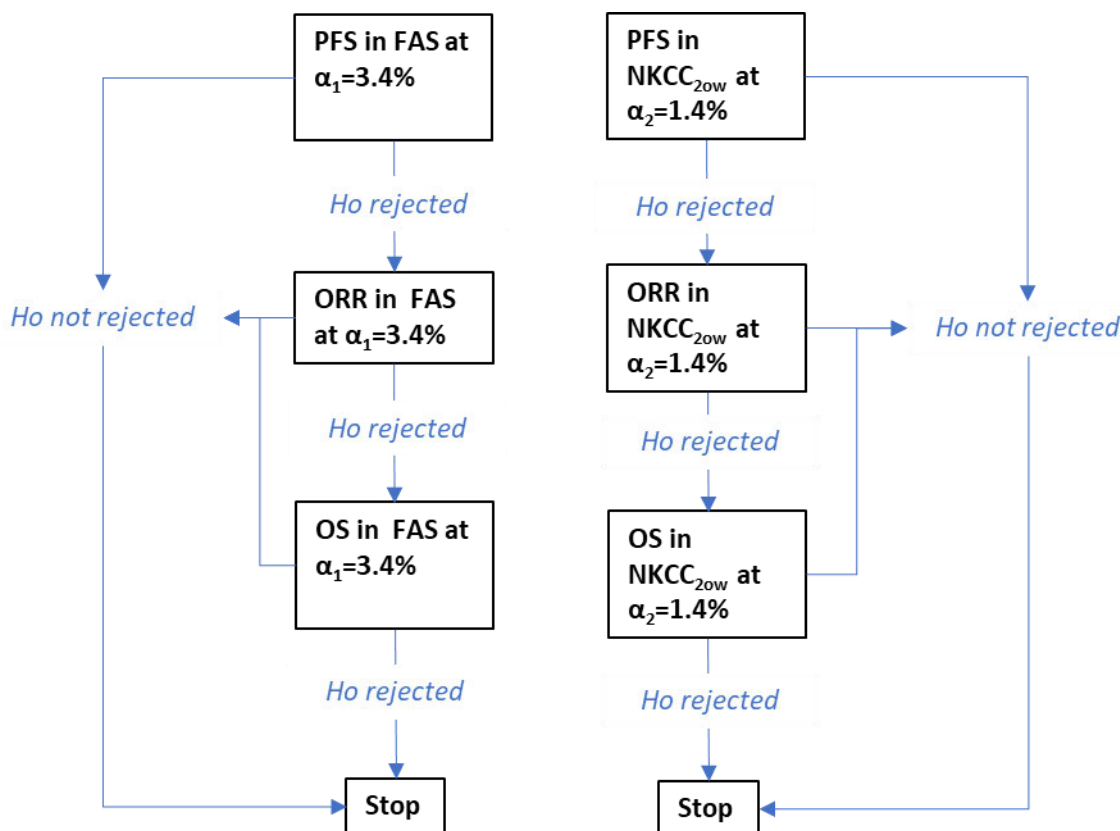 PFS in FAS at
α₁=3.4%
Ho rejected
ORR in FAS
at α₁=3.4%
Ho not rejected
Ho rejected
OS in FAS at
α₁=3.4%
Ho rejected
Stop
PFS in
NKCC₂ₒw at
α₂=1.4%
Ho rejected
ORR in
NKCC₂ₒw at
α₂=1.4%
Ho not rejected
Ho rejected
OS in
NKCC₂ₒw at
α₂=1.4%
Ho rejected
Stop